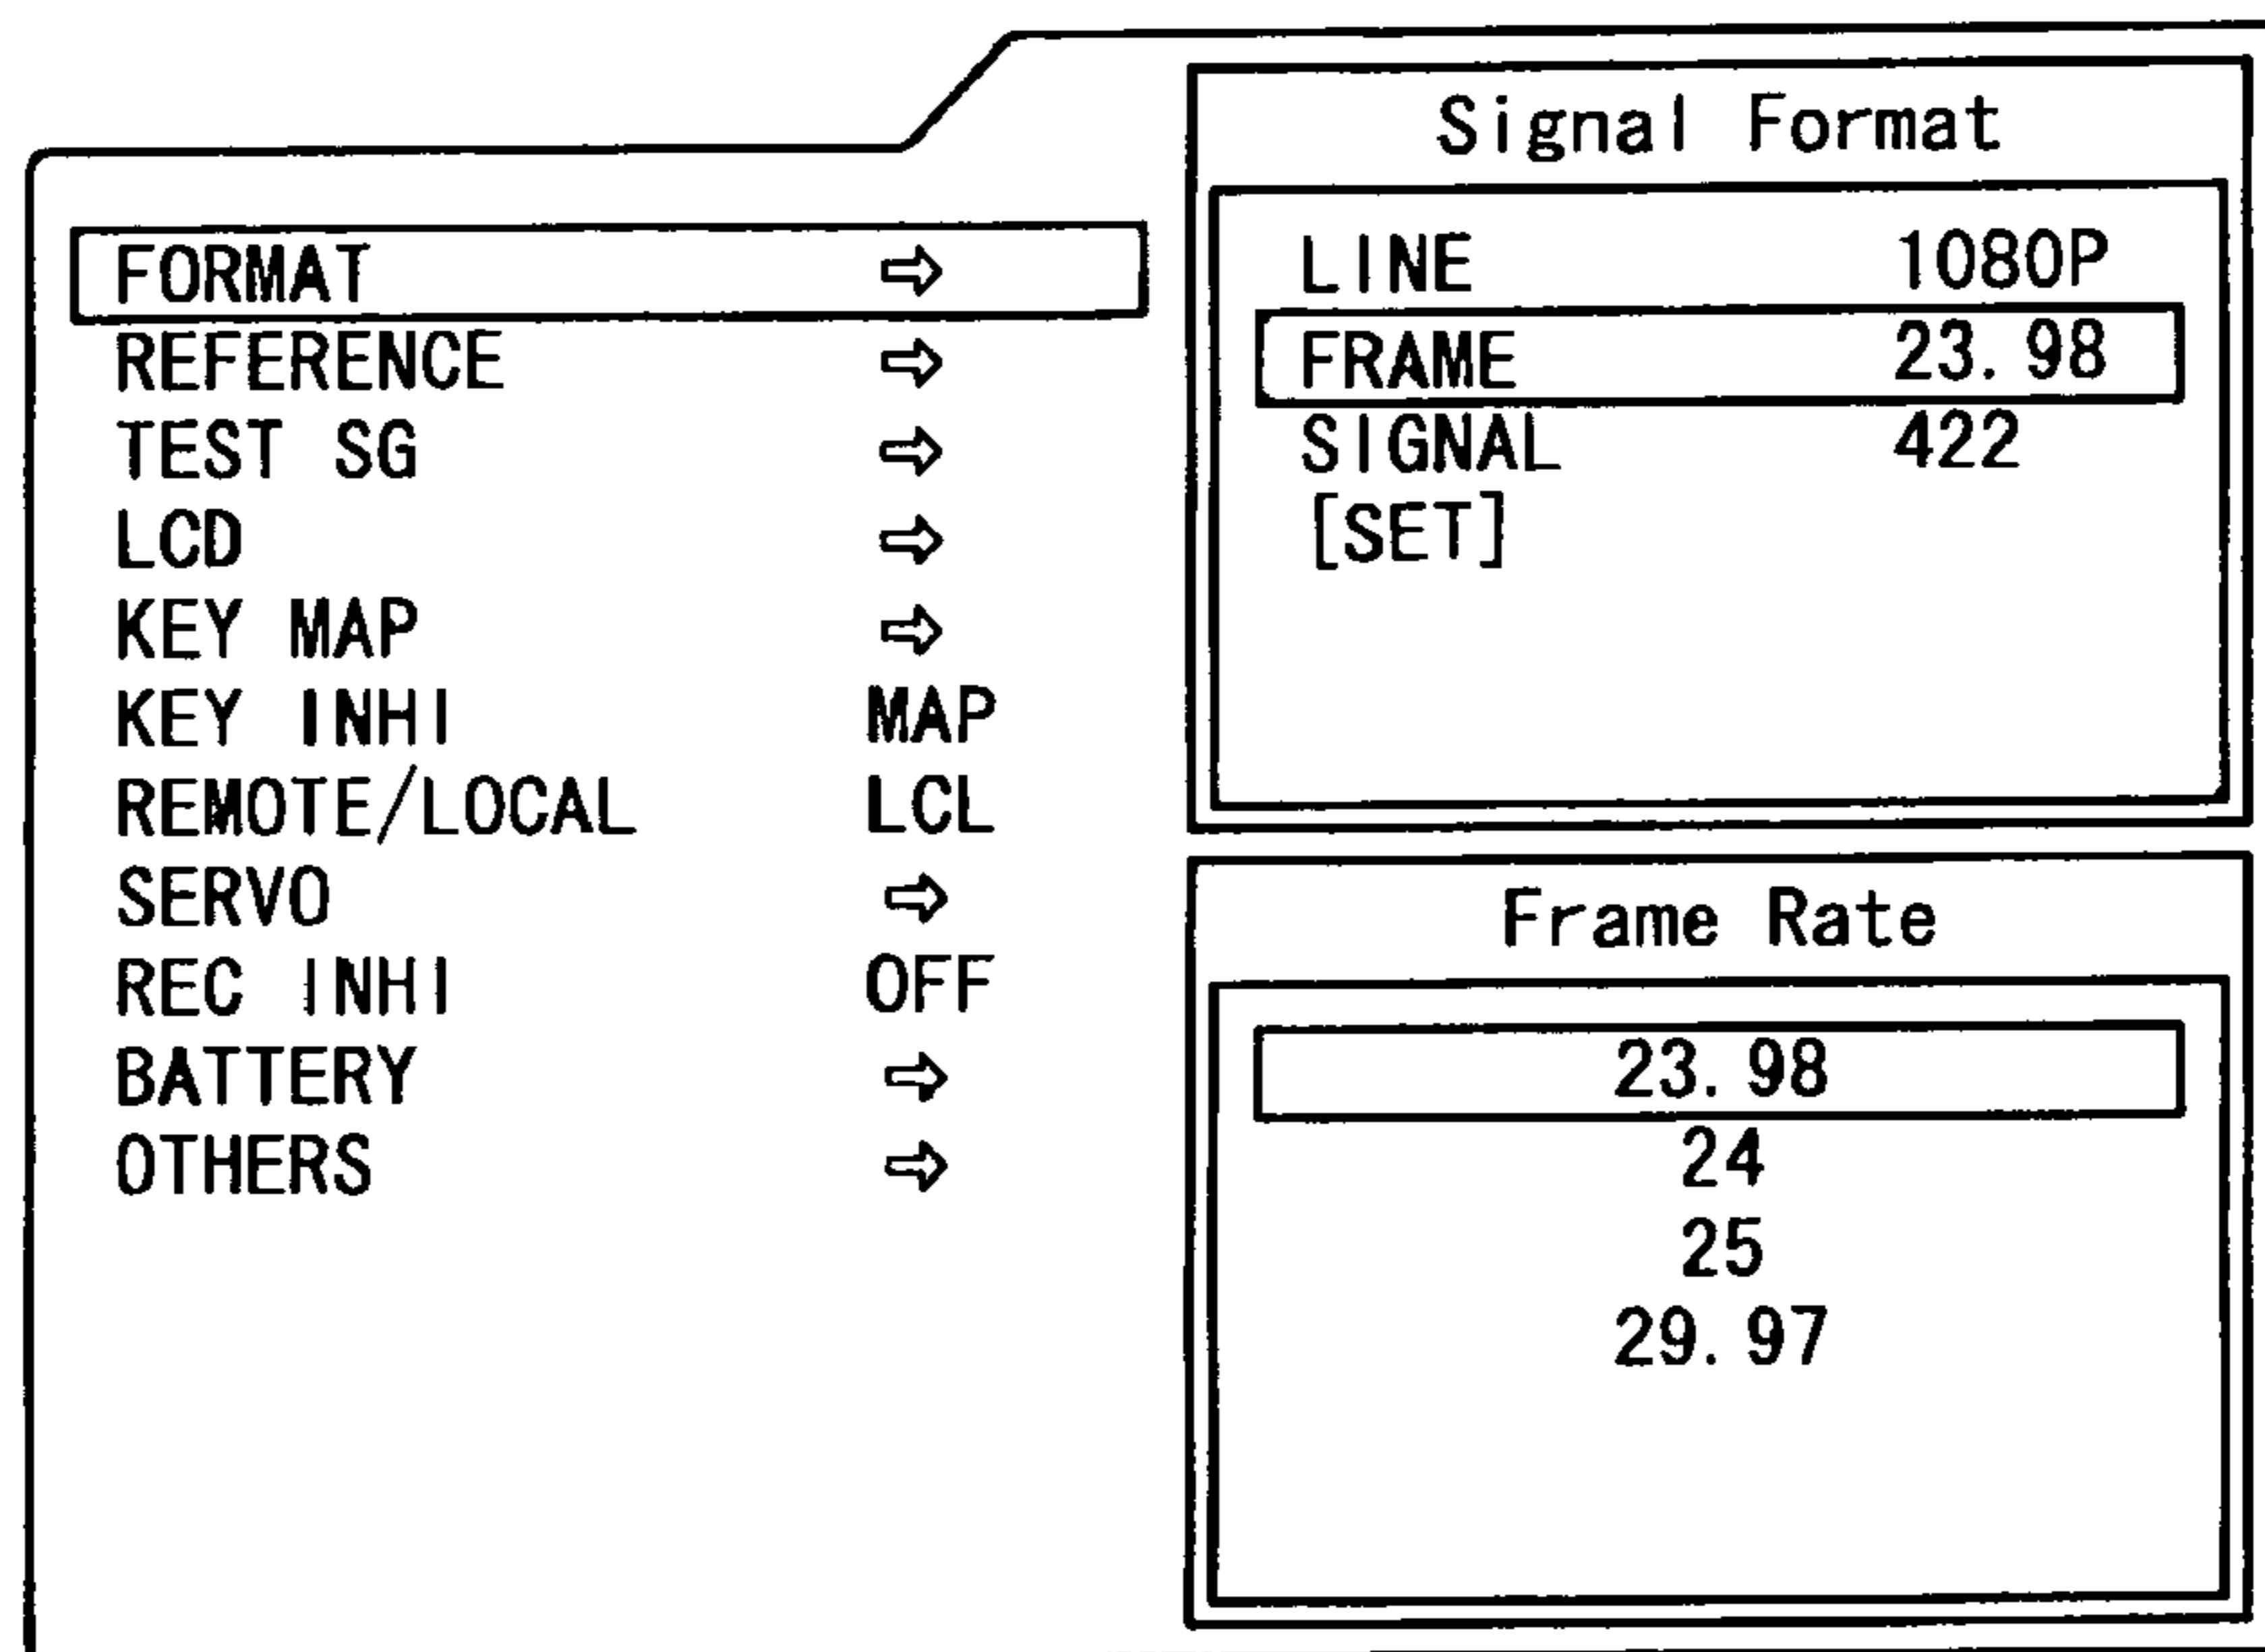 FORMAT ⇨
REFERENCE ⇨
TEST SG ⇨
LCD ⇨
KEY MAP ⇨
KEY INHI MAP
REMOTE/LOCAL LCL
SERVO ⇨
REC INHI OFF
BATTERY ⇨
OTHERS ⇨
Signal Format
LINE 1080P
FRAME 23.98
SIGNAL 422
[SET]
Frame Rate
23.98
24
25
29.97